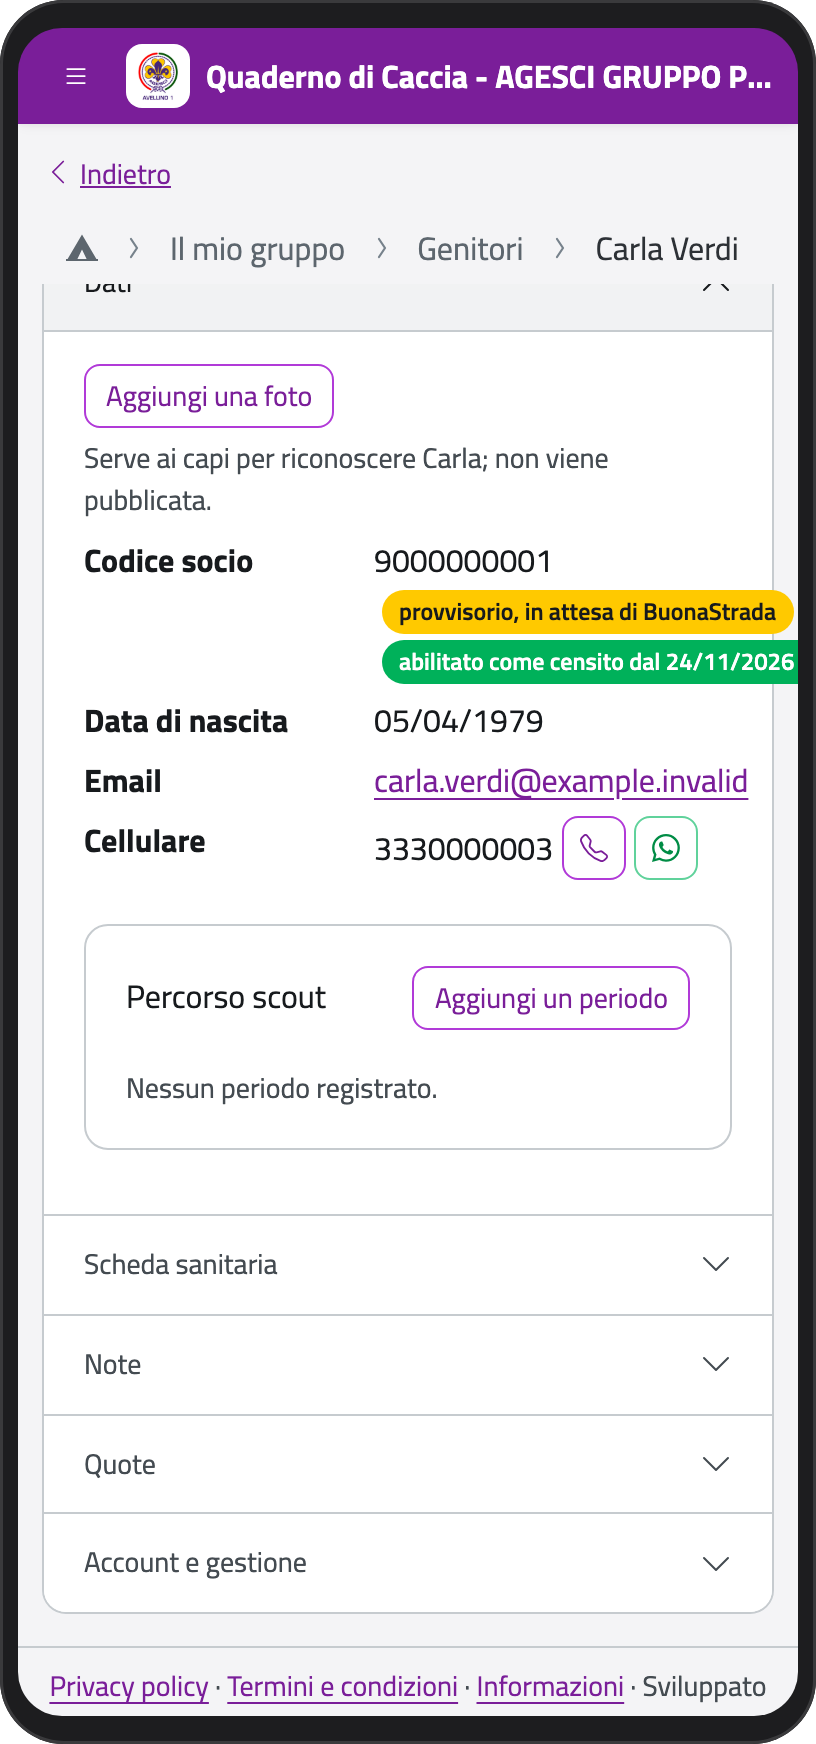 Quaderno di Caccia - AGESCI GRUPPO P...
AVELLINO 1
Indietro
Il mio gruppo
Genitori
Carla Verdi
Dati
Aggiungi una foto
Serve ai capi per riconoscere Carla; non viene
pubblicata.
Codice socio
9000000001
provvisorio, in attesa di BuonaStrada
abilitato come censito dal 24/11/2026
Data di nascita
05/04/1979
Email
carla.verdi@example.invalid
Cellulare
3330000003
Percorso scout
Aggiungi un periodo
Nessun periodo registrato.
Scheda sanitaria
Note
Quote
Account e gestione
Privacy policy · Termini e condizioni · Informazioni · Sviluppato